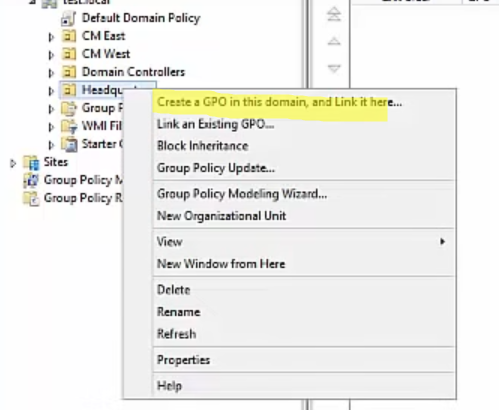 test.local
Default Domain Policy
CM East
CM West
Domain Controllers
Headqu
Group P
WMI Fil
Starter G
Sites
Group Policy M
Group Policy R
Create a GPO in this domain, and Link it here...
Link an Existing GPO...
Block Inheritance
Group Policy Update...
Group Policy Modeling Wizard...
New Organizational Unit
View
New Window from Here
Delete
Rename
Refresh
Properties
Help